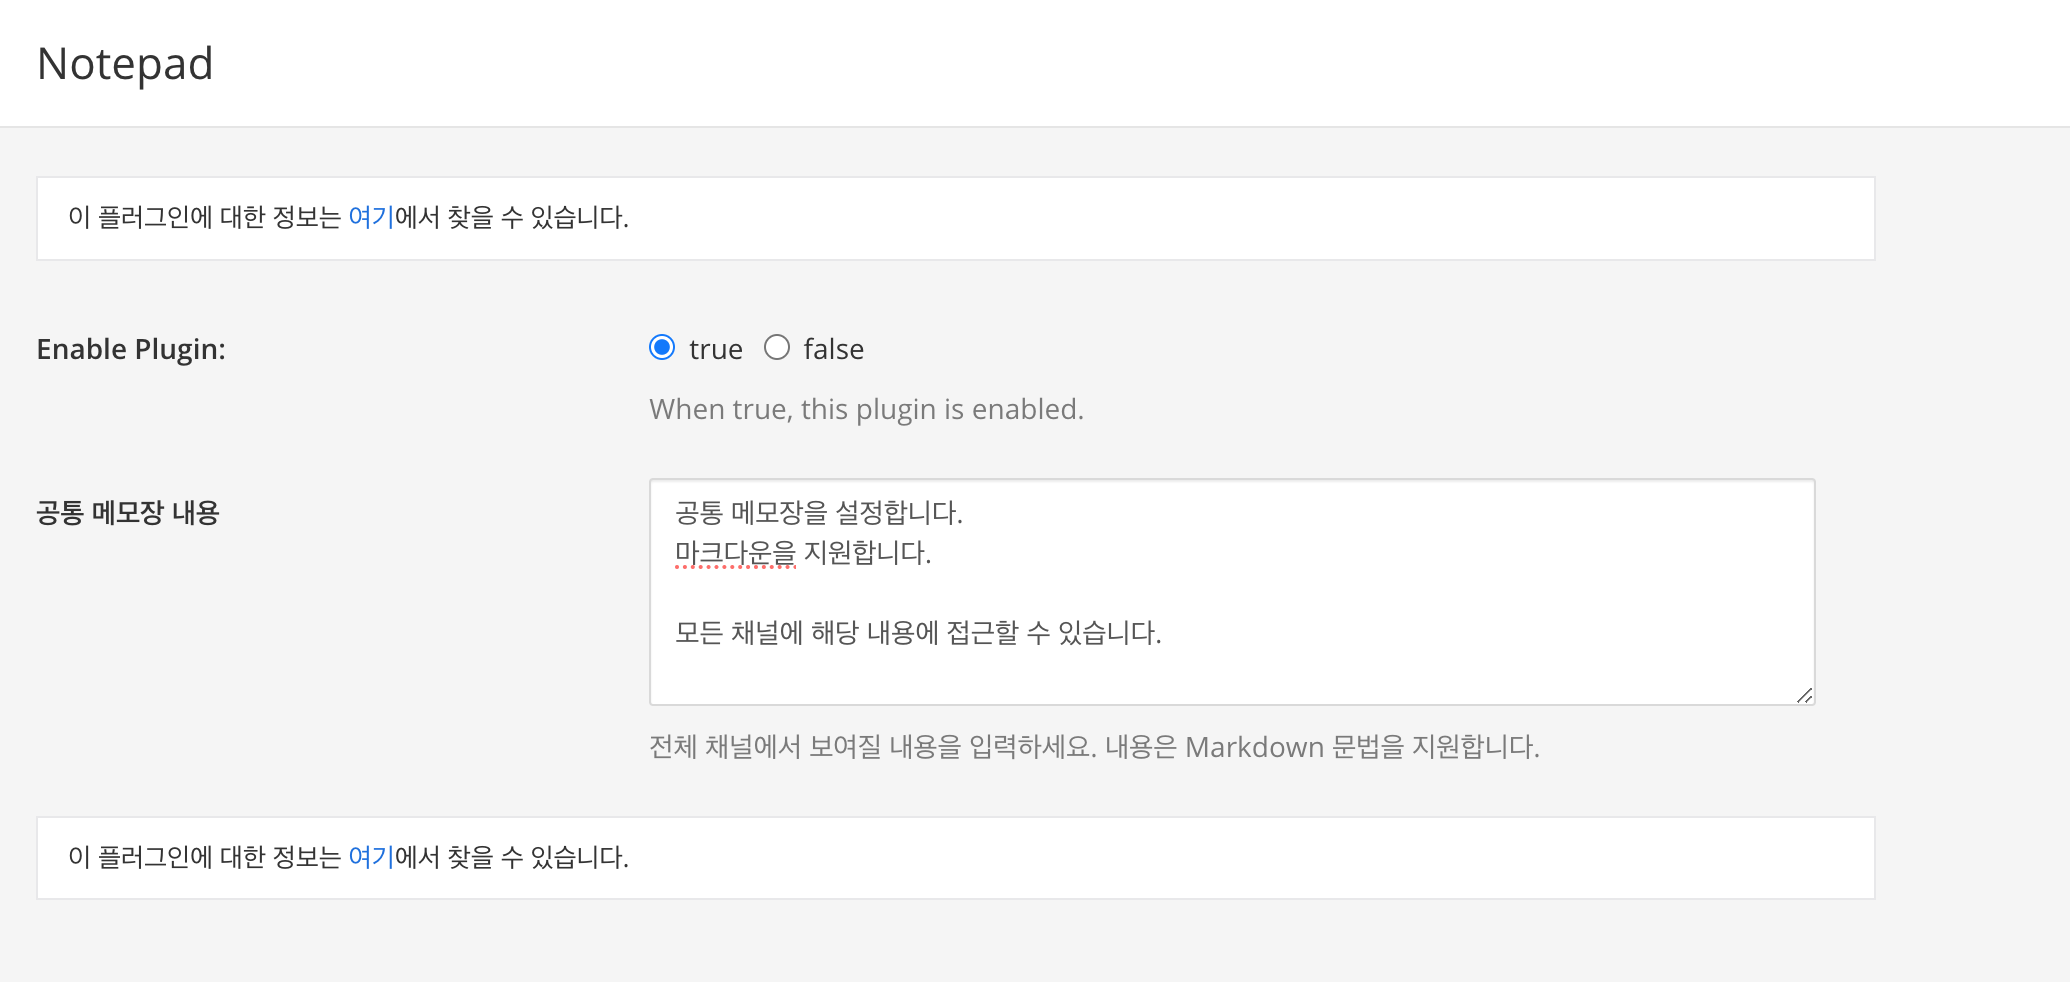 Notepad
이 플러그인에 대한 정보는 여기에서 찾을 수 있습니다.
Enable Plugin:
true false
When true, this plugin is enabled.
공통 메모장 내용
공통 메모장을 설정합니다.
마크다운을 지원합니다.
모든 채널에 해당 내용에 접근할 수 있습니다.
전체 채널에서 보여질 내용을 입력하세요. 내용은 Markdown 문법을 지원합니다.
이 플러그인에 대한 정보는 여기에서 찾을 수 있습니다.